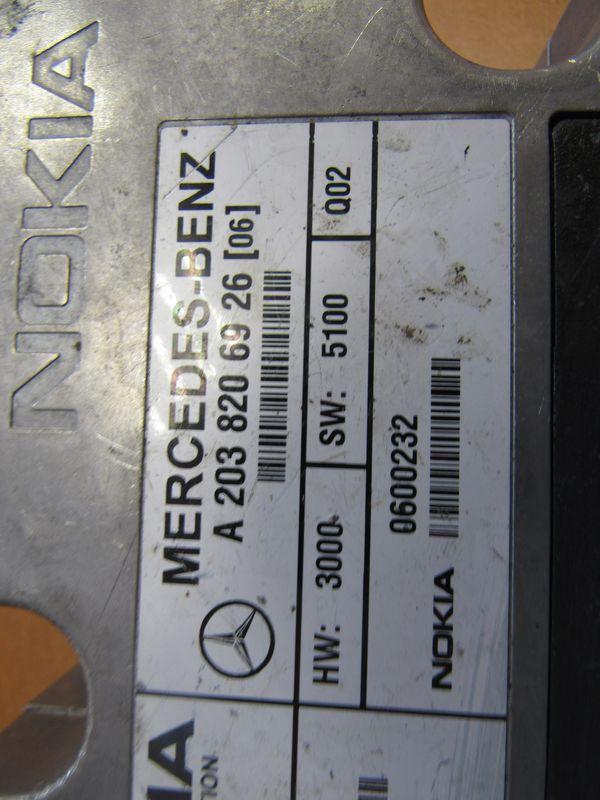 NOKIA
MERCEDES-BENZ
A 203 820 69 26 [06]
HW: 3000
SW: 5100
Q02
0600232
NOKIA